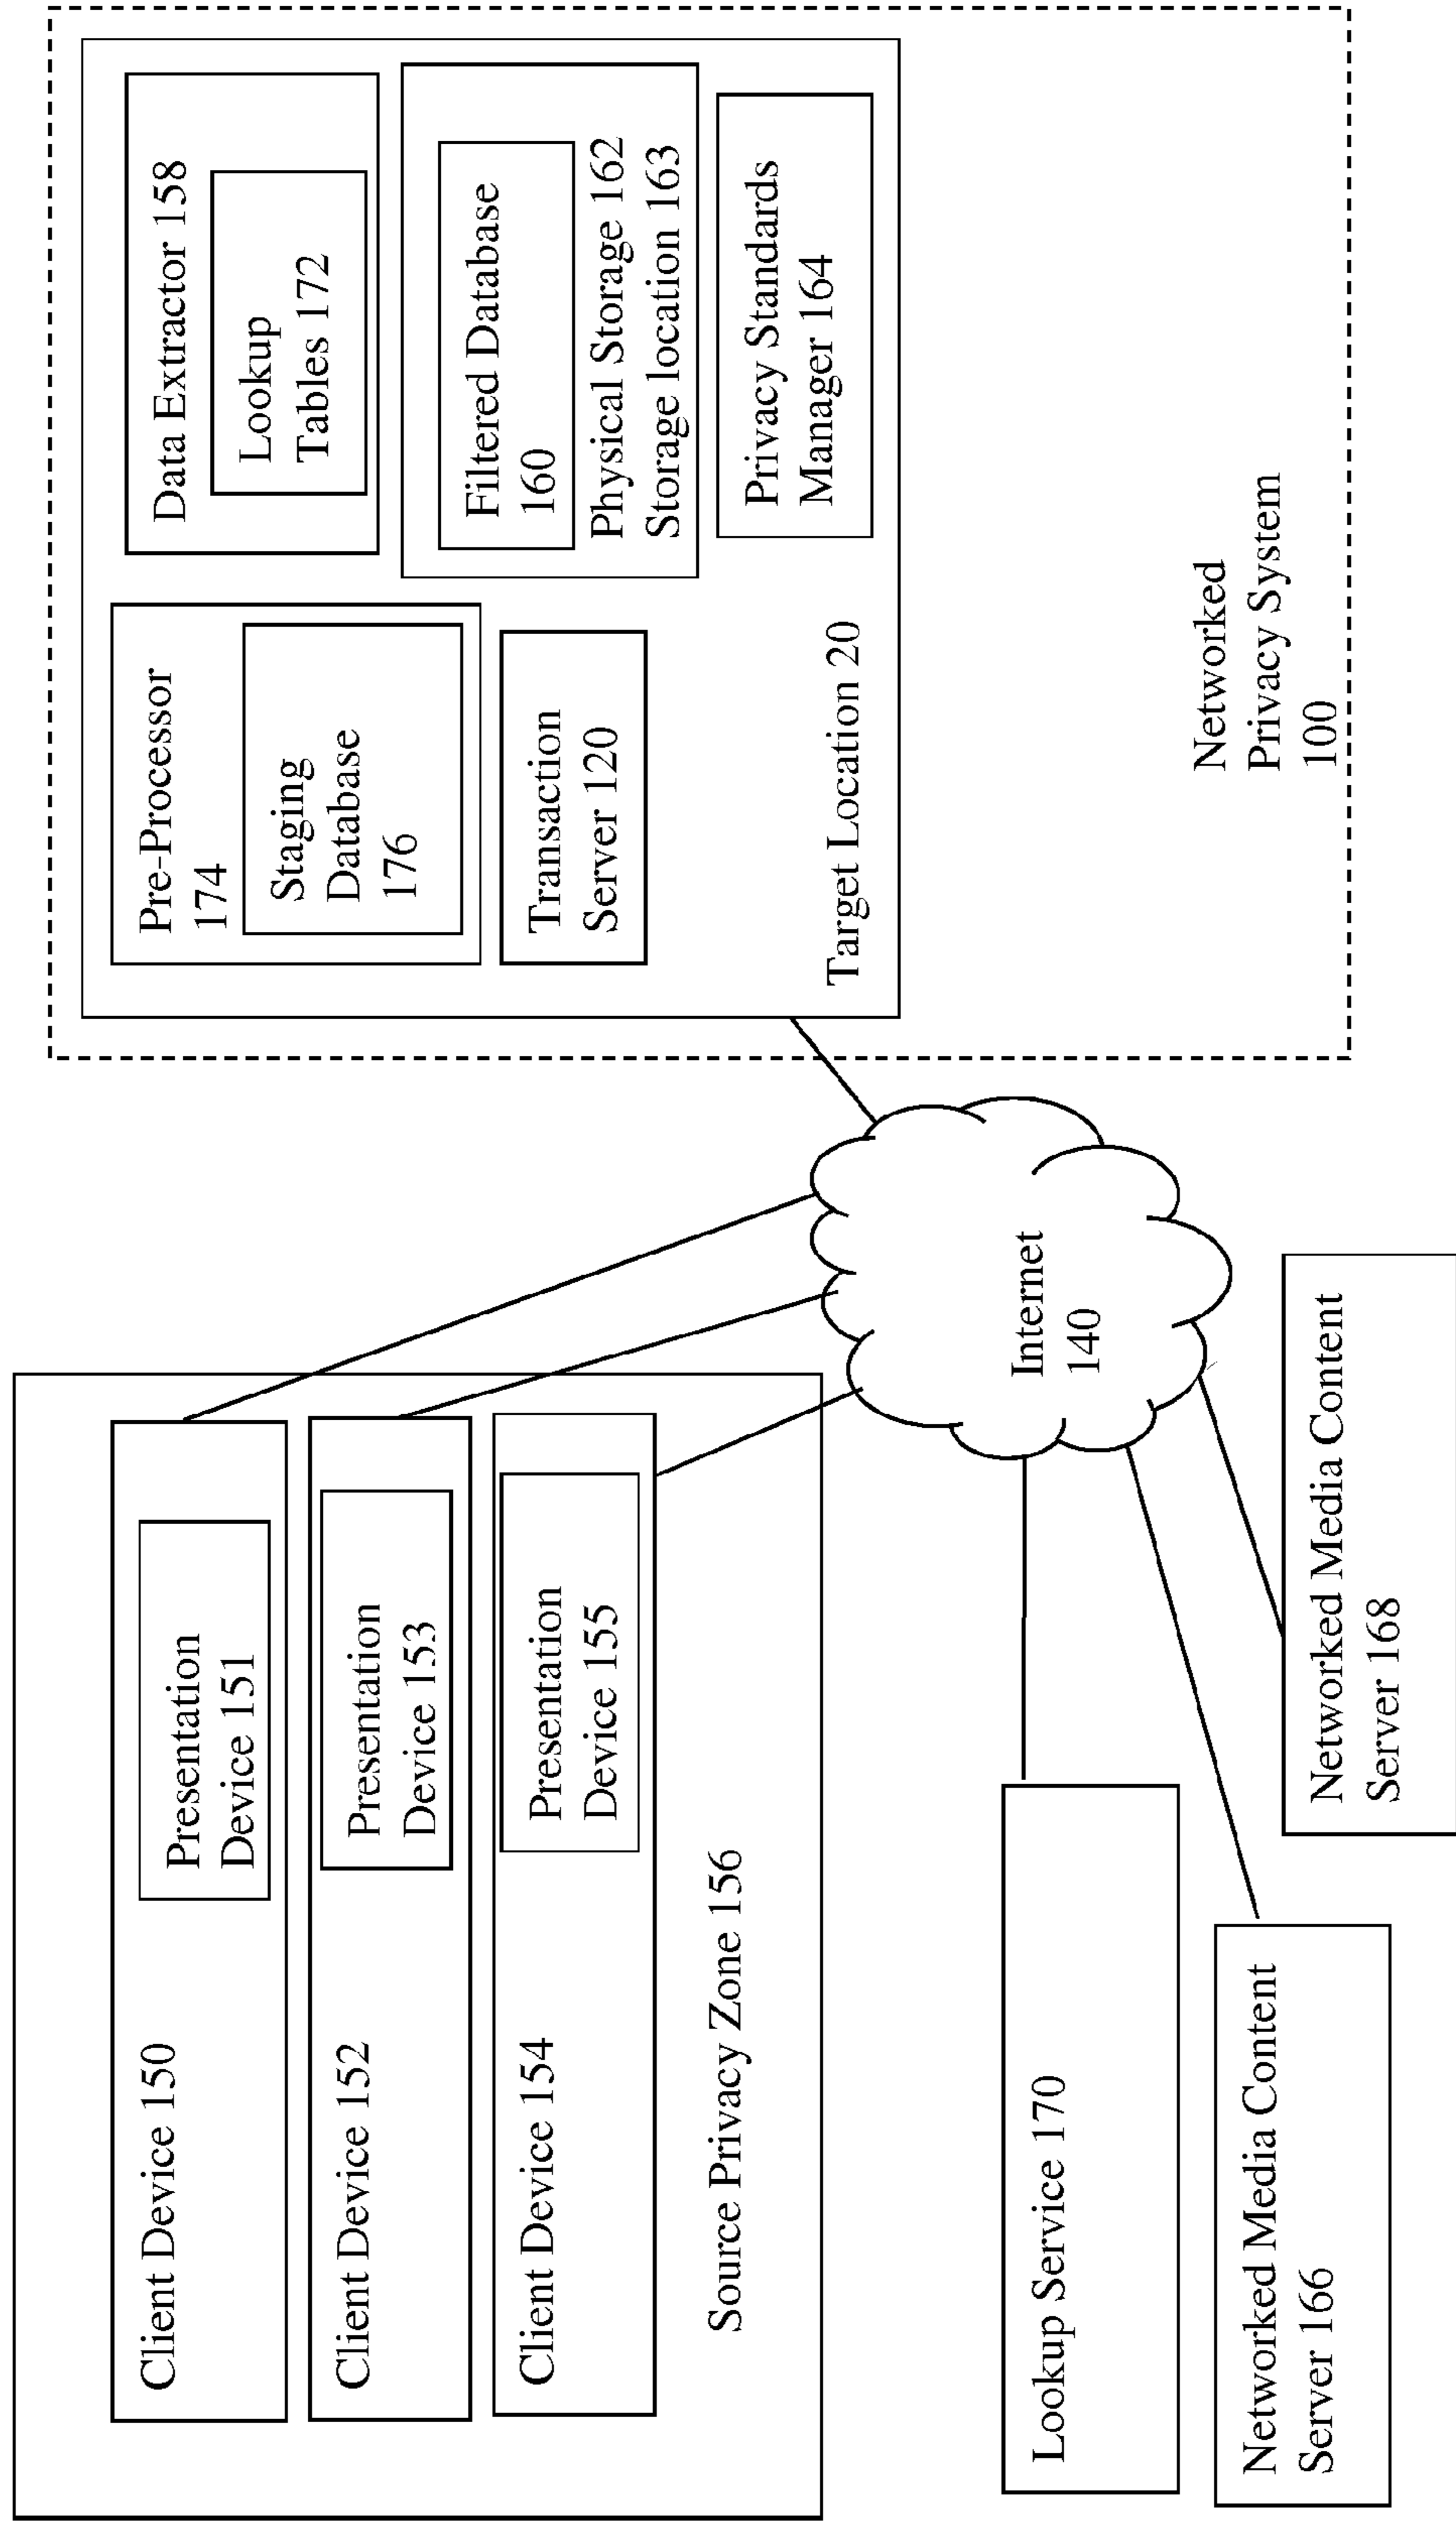 Client Device 150
Presentation
Device 151
Client Device 152
Presentation
Device 153
Client Device 154
Presentation
Device 155
Source Privacy Zone 156
Pre-Processor
174
Staging
Database
176
Transaction
Server 120
Target Location 20
Data Extractor 158
Lookup
Tables 172
Filtered Database
160
Physical Storage 162
Storage location 163
Privacy Standards
Manager 164
Networked
Privacy System
100
Internet
140
Lookup Service 170
Networked Media Content
Server 166
Networked Media Content
Server 168